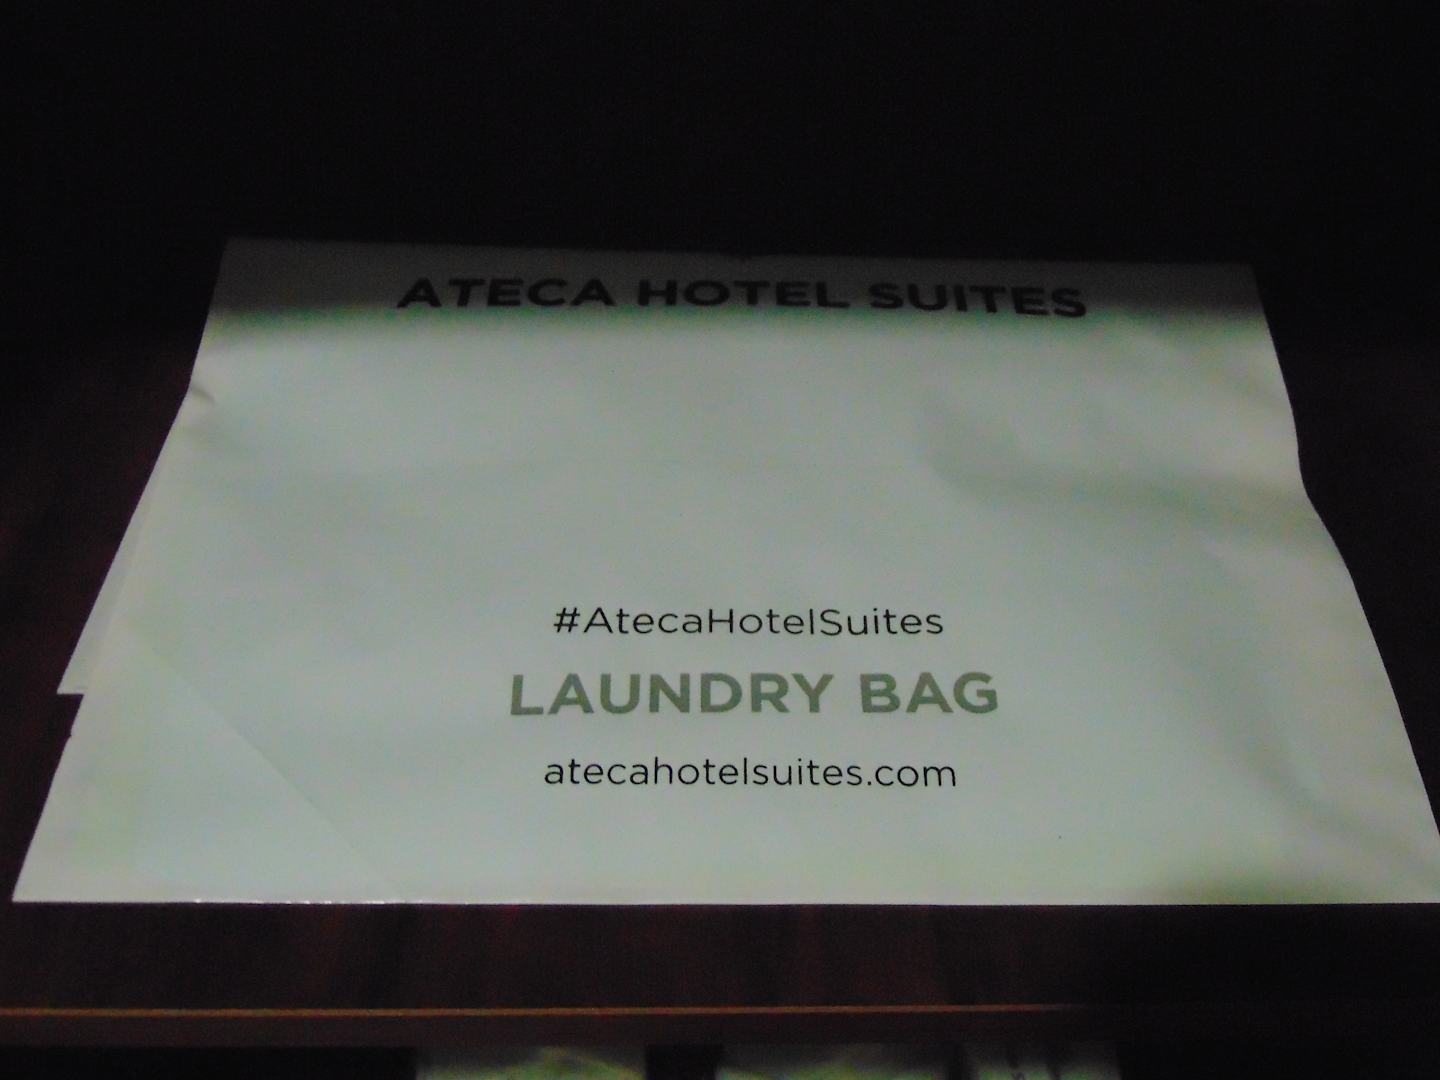 ATECA HOTEL SUITES
#AtecaHotelSuites
LAUNDRY BAG
atecahotelsuites.com